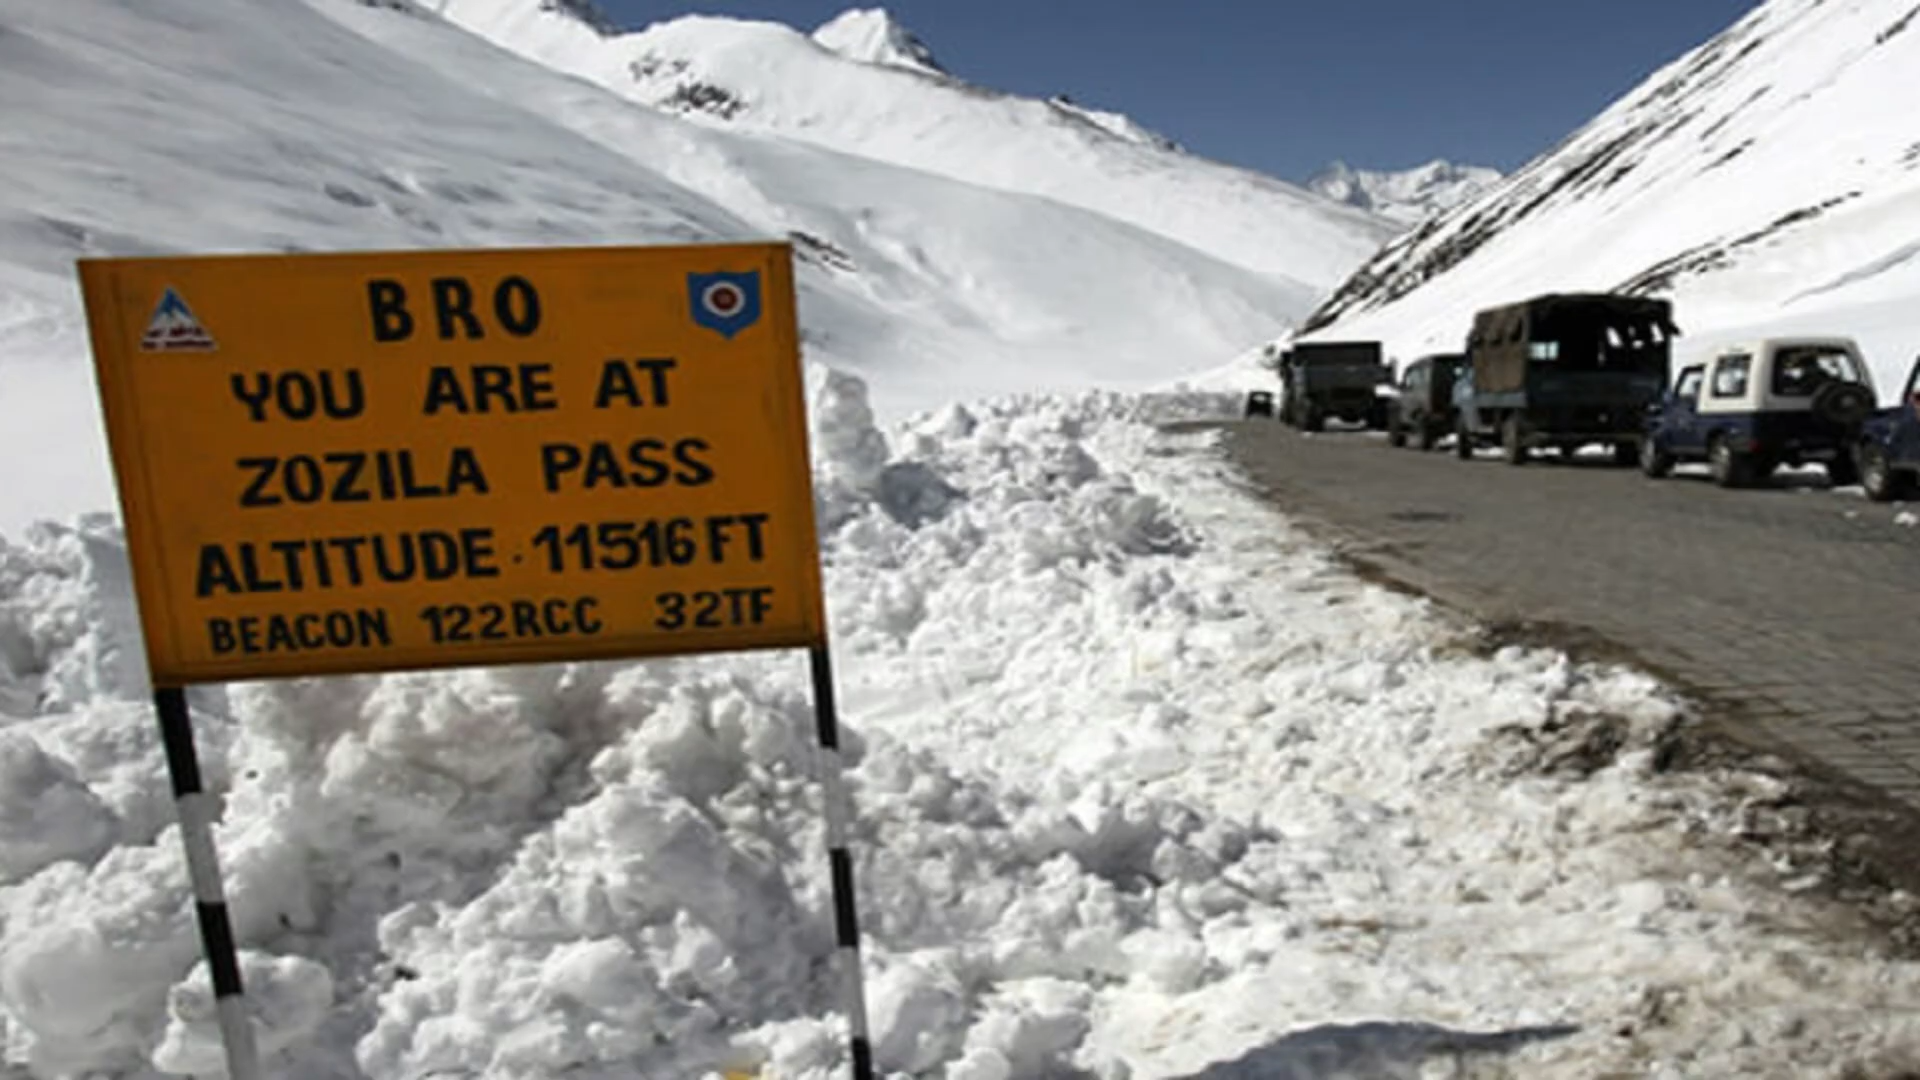 BRO
YOU ARE AT
ZOZILA PASS
ALTITUDE · 11516 FT
BEACON 122RCC 32TF